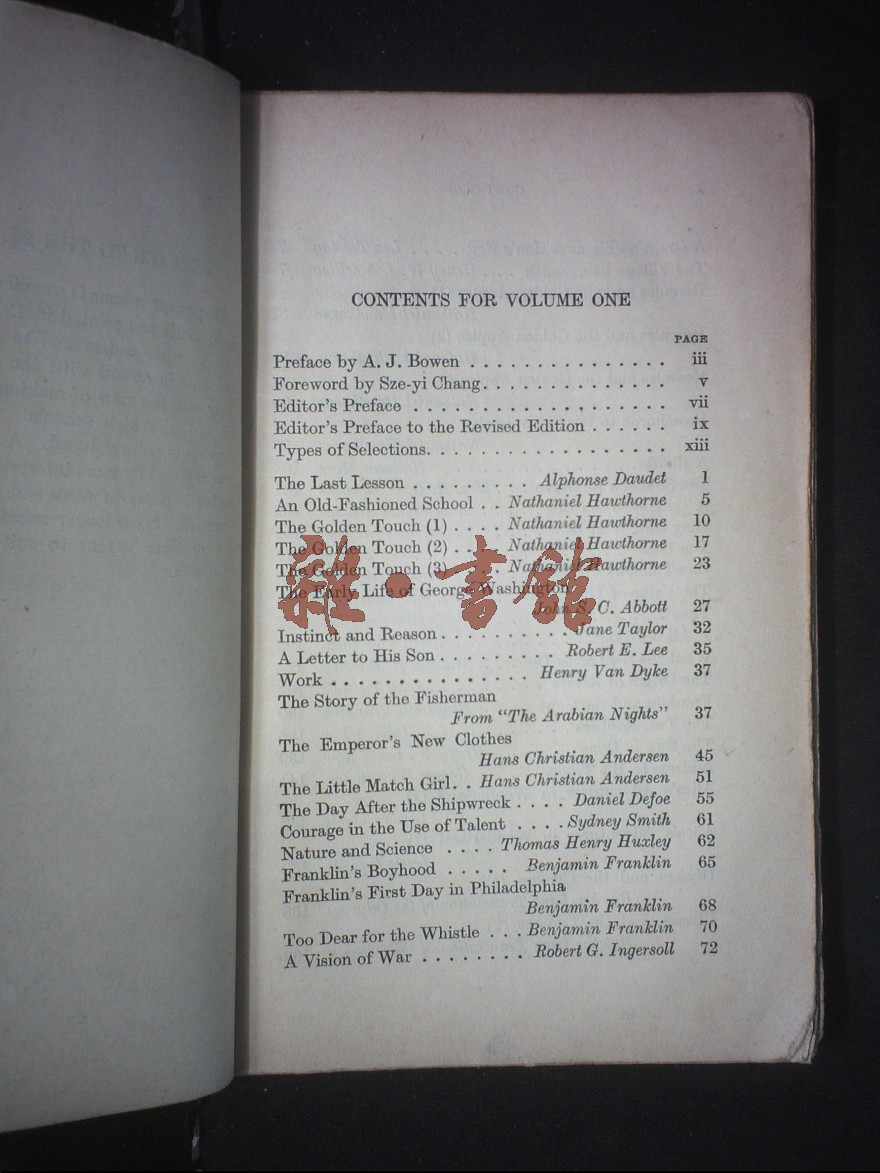 CONTENTS FOR VOLUME ONE
PAGE
Preface by A. J. Bowen . . . . . . . . . . . . . . . iii
Foreword by Sze-yi Chang. . . . . . . . . . . . . . v
Editor's Preface . . . . . . . . . . . . . . . . . . . vii
Editor's Preface to the Revised Edition . . . . . . ix
Types of Selections. . . . . . . . . . . . . . . . . . xiii
The Last Lesson . . . . . . . . . Alphonse Daudet 1
An Old-Fashioned School . . Nathaniel Hawthorne 5
The Golden Touch (1) . . . . Nathaniel Hawthorne 10
The Golden Touch (2) . . . . Nathaniel Hawthorne 17
The Golden Touch (3) . . . . Nathaniel Hawthorne 23
The Early Life of George Washington
John S. C. Abbott 27
雜·書館
Instinct and Reason . . . . . . . . . . Jane Taylor 32
A Letter to His Son . . . . . . . . . Robert E. Lee 35
Work . . . . . . . . . . . . . . . Henry Van Dyke 37
The Story of the Fisherman
From "The Arabian Nights" 37
The Emperor's New Clothes
Hans Christian Andersen 45
The Little Match Girl. . Hans Christian Andersen 51
The Day After the Shipwreck . . . . Daniel Defoe 55
Courage in the Use of Talent . . . . Sydney Smith 61
Nature and Science . . . . Thomas Henry Huxley 62
Franklin's Boyhood . . . . . Benjamin Franklin 65
Franklin's First Day in Philadelphia
Benjamin Franklin 68
Too Dear for the Whistle . . . Benjamin Franklin 70
A Vision of War . . . . . . . . Robert G. Ingersoll 72